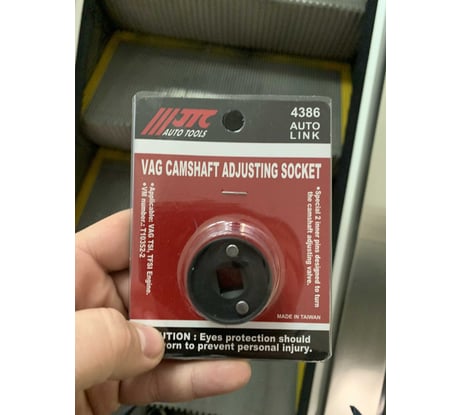 JTC
AUTO TOOLS
4386
AUTO
LINK
VAG CAMSHAFT ADJUSTING SOCKET
•Applicable: VAG TSI, TFSI Engine.
•VW number.: T10352-2
•Special 2 inner pins designed to turn
the camshaft adjusting valve.
MADE IN TAIWAN
CAUTION : Eyes protection should
worn to prevent personal injury.